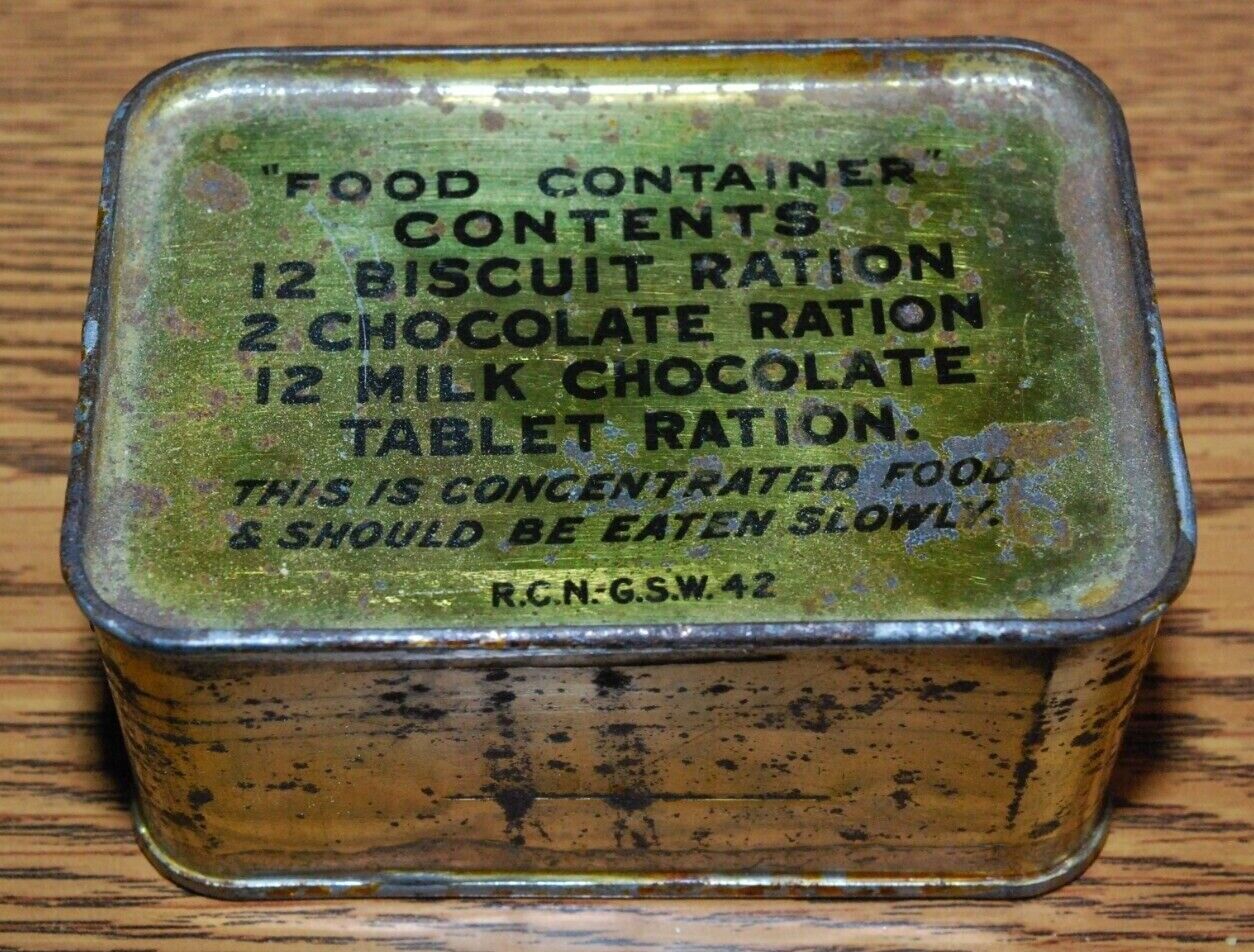 "FOOD CONTAINER"
CONTENTS
12 BISCUIT RATION
2 CHOCOLATE RATION
12 MILK CHOCOLATE
TABLET RATION.
THIS IS CONCENTRATED FOOD
& SHOULD BE EATEN SLOWLY.
R.C.N.-G.S.W. 42